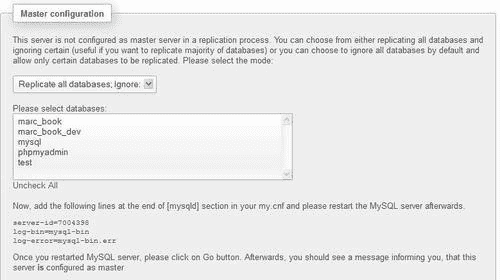 Master configuration
This server is not configured as master server in a replication process. You can choose from either replicating all databases and
ignoring certain (useful if you want to replicate majority of databases) or you can choose to ignore all databases by default and
allow only certain databases to be replicated. Please select the mode:
Replicate all databases; Ignore:
Please select databases:
marc_book
marc_book_dev
mysql
phpmyadmin
test
Uncheck All
Now, add the following lines at the end of [mysqld] section in your my.cnf and please restart the MySQL server afterwards.
server-id=7004398
log-bin=mysql-bin
log-error=mysql-bin.err
Once you restarted MySQL server, please click on Go button. Afterwards, you should see a message informing you, that this
server is configured as master